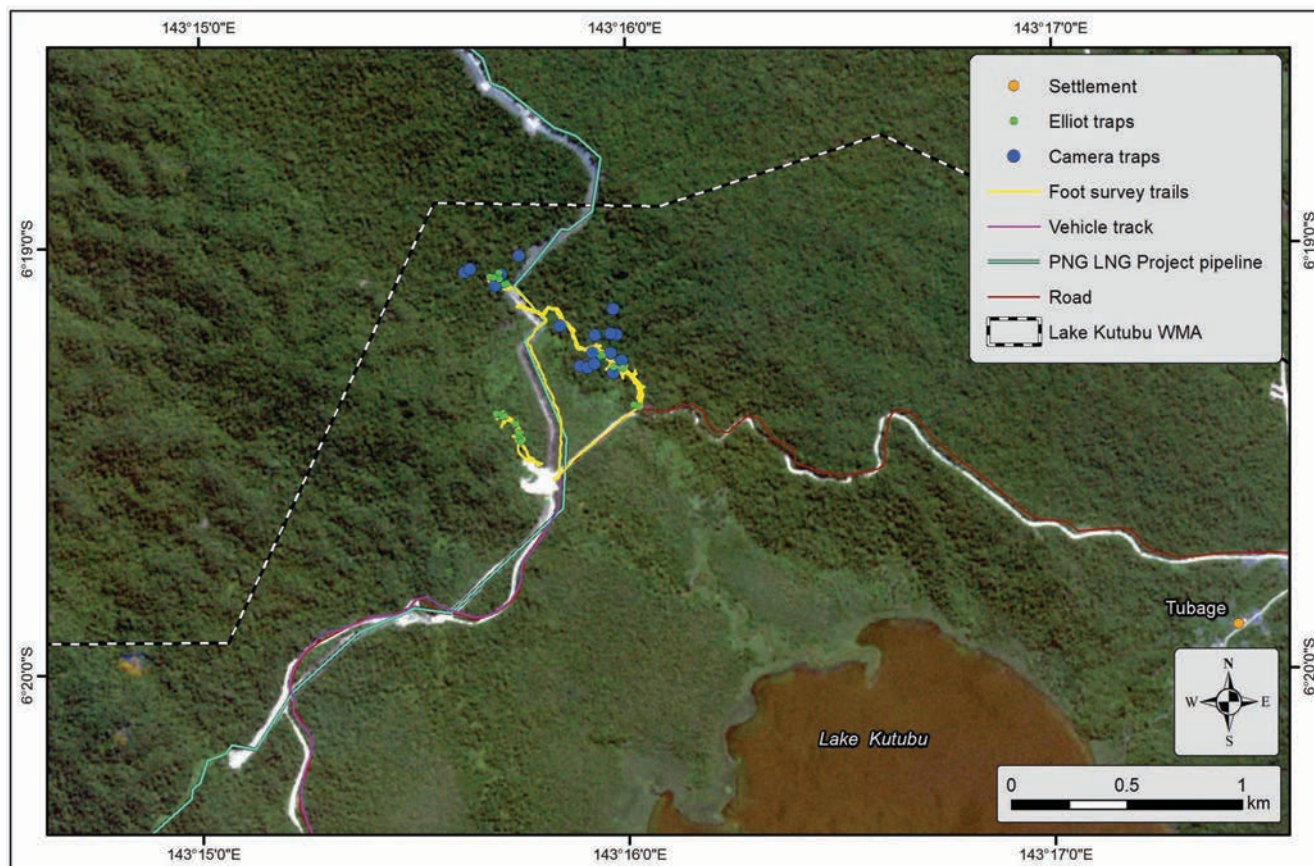 143°15'0"E
143°16'0"E
143°17'0"E
Settlement
Elliot traps
Camera traps
Foot survey trails
Vehicle track
PNG LNG Project pipeline
Road
Lake Kutubu WMA
6°19'0"S
6°19'0"S
Tubage
6°20'0"S
6°20'0"S
N
W
E
S
Lake Kutubu
0
0.5
1
km
143°15'0"E
143°16'0"E
143°17'0"E